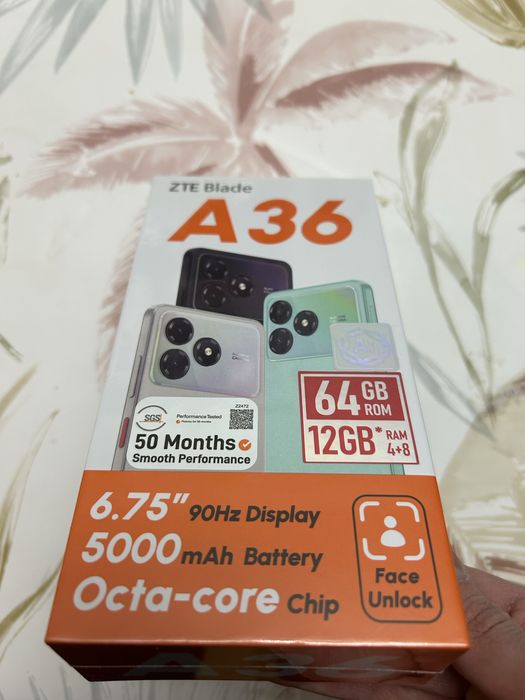 ZTE Blade
A36
64 GB ROM
12GB* RAM 4+8
SGS
Performance Tested
Z2472
50 Months
Smooth Performance
6.75" 90Hz Display
5000mAh Battery
Octa-core Chip
Face
Unlock